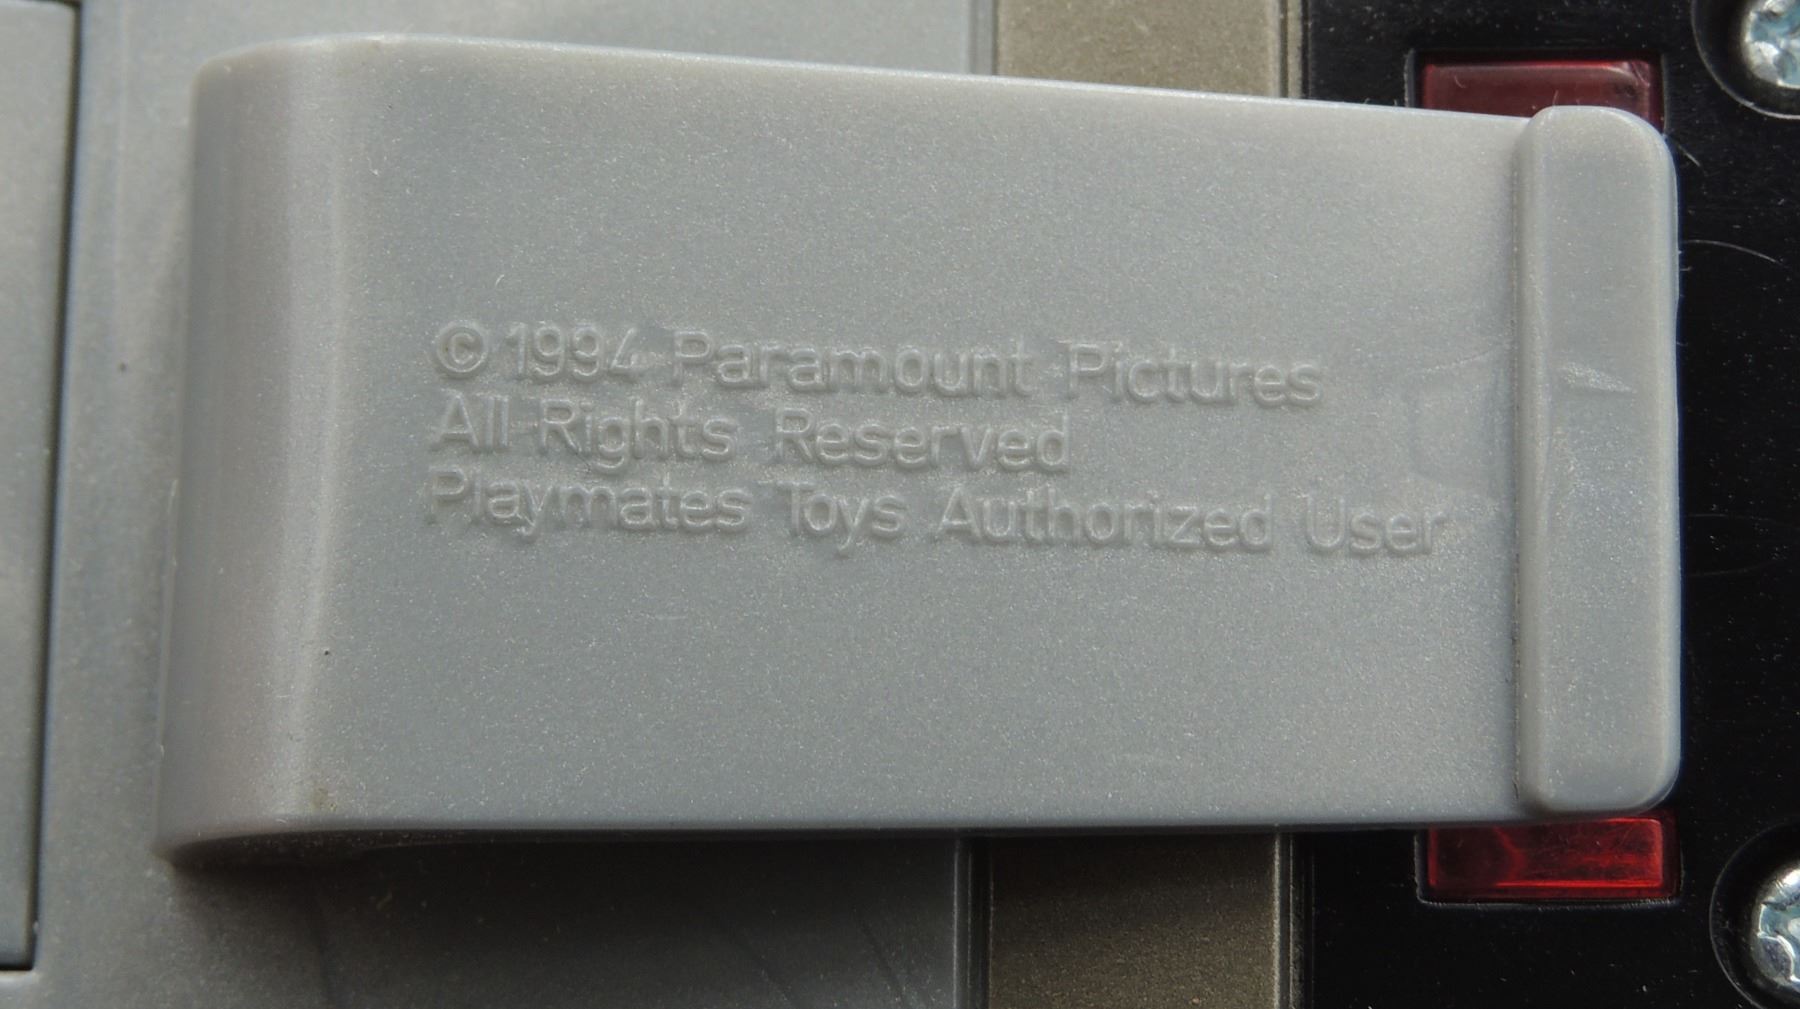 © 1994 Paramount Pictures
All Rights Reserved
Playmates Toys Authorized User